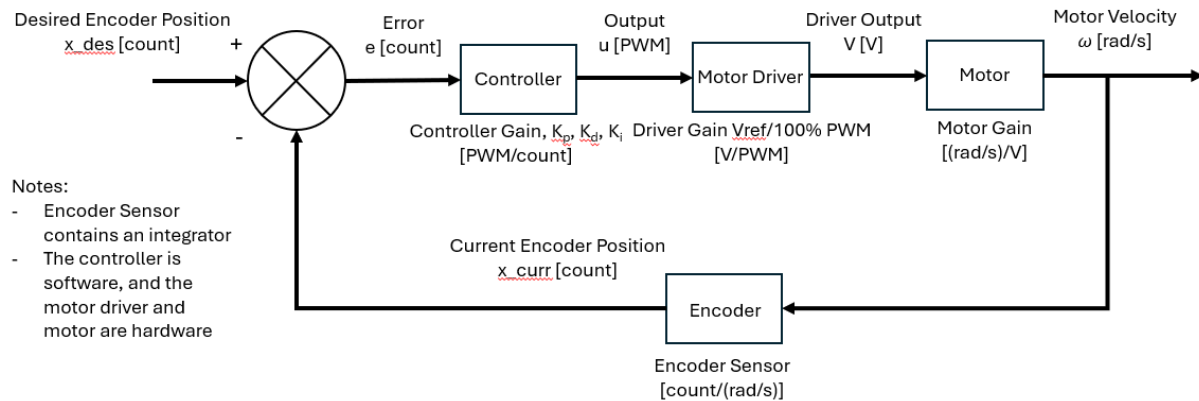 Desired Encoder Position
x_des [count]
+
-
Error
e [count]
Controller
Controller Gain, Kp, Kd, Ki
[PWM/count]
Output
u [PWM]
Motor Driver
Driver Gain Vref/100% PWM
[V/PWM]
Driver Output
V [V]
Motor
Motor Gain
[(rad/s)/V]
Motor Velocity
ω [rad/s]
Notes:
- Encoder Sensor
contains an integrator
- The controller is
software, and the
motor driver and
motor are hardware
Current Encoder Position
x_curr [count]
Encoder
Encoder Sensor
[count/(rad/s)]